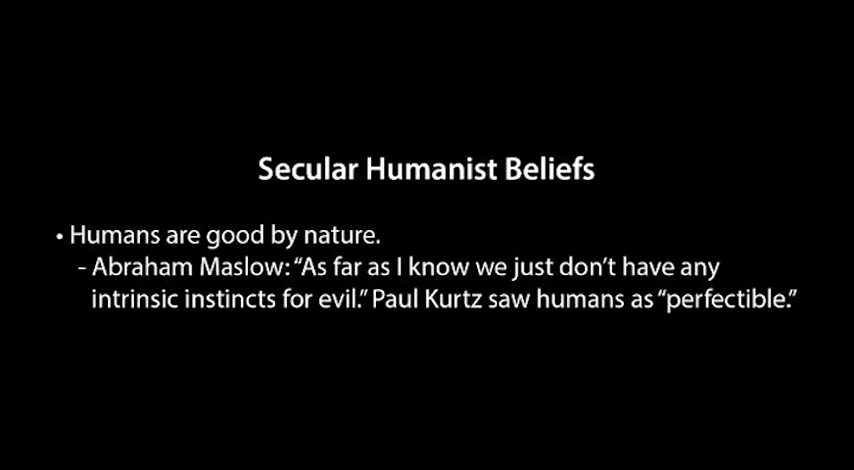 Secular Humanist Beliefs
• Humans are good by nature.
- Abraham Maslow: “As far as I know we just don’t have any
intrinsic instincts for evil.” Paul Kurtz saw humans as “perfectible.”